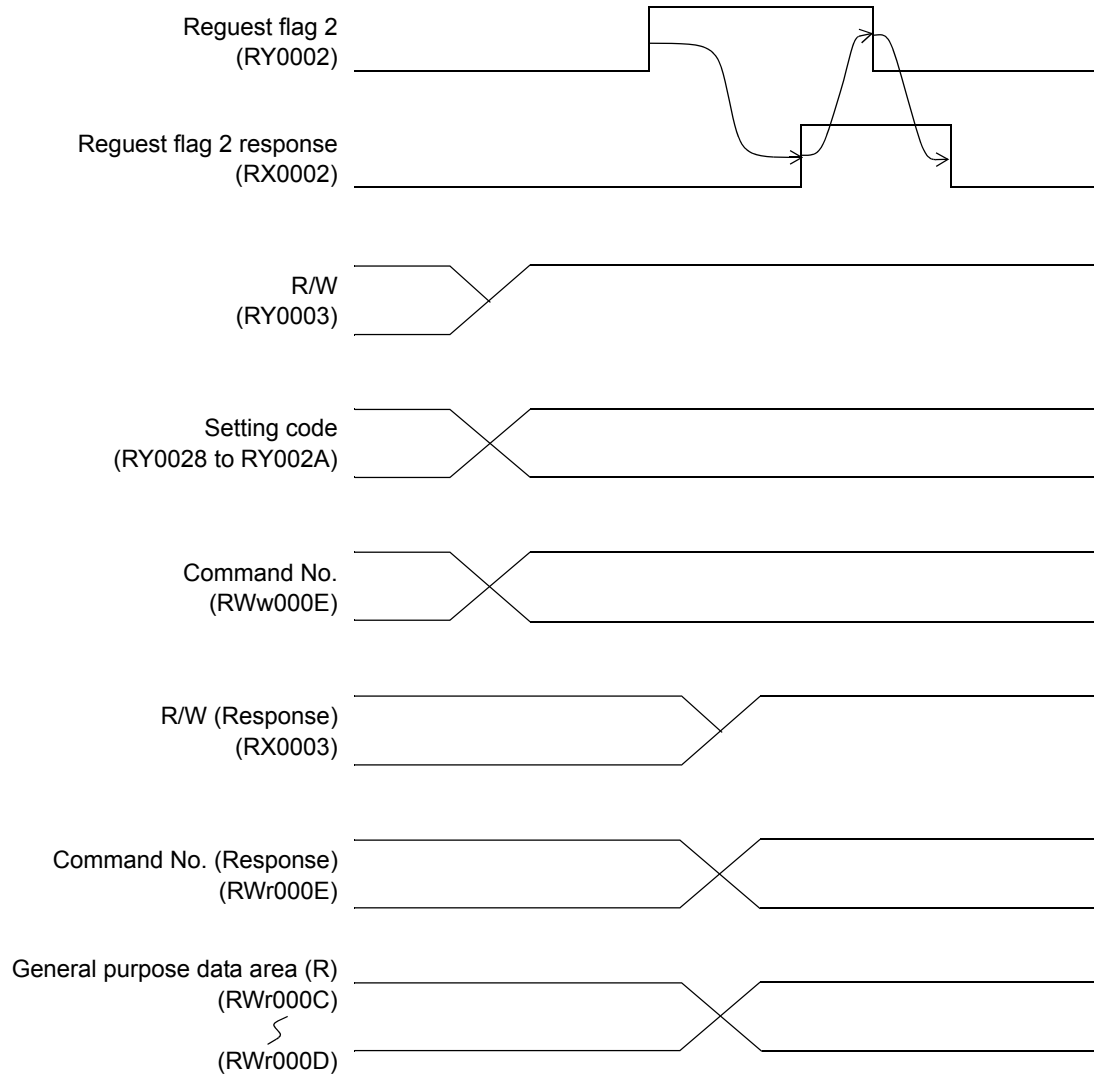 Reguest flag 2
(RY0002)
Reguest flag 2 response
(RX0002)
R/W
(RY0003)
Setting code
(RY0028 to RY002A)
Command No.
(RWw000E)
R/W (Response)
(RX0003)
Command No. (Response)
(RWr000E)
General purpose data area (R)
(RWr000C)
(RWr000D)